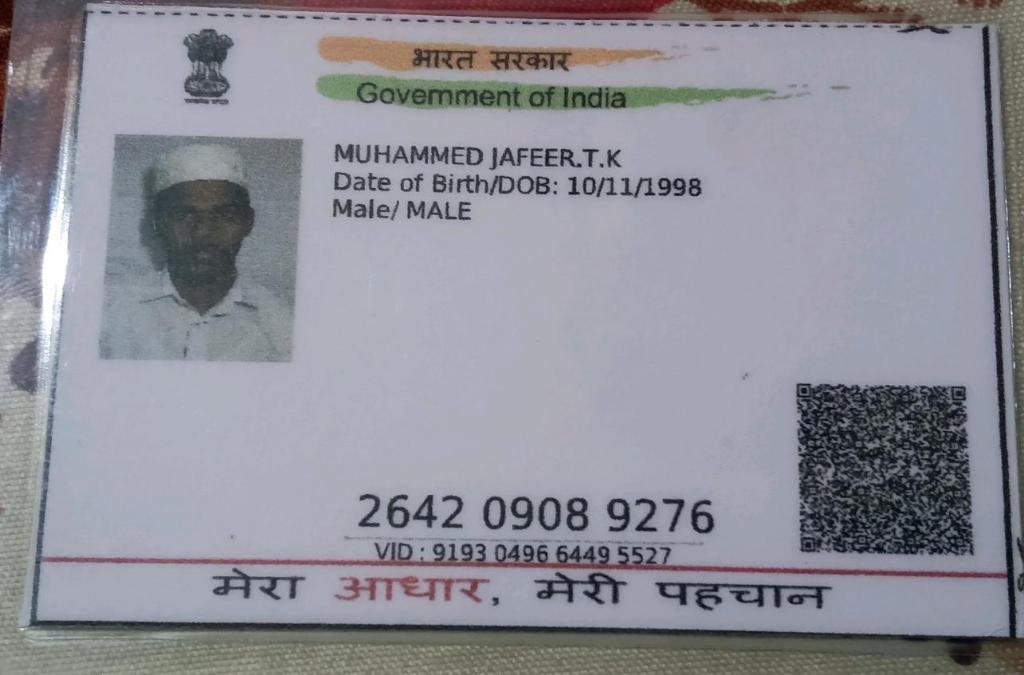 भारत सरकार
Government of India
MUHAMMED JAFEER.T.K
Date of Birth/DOB: 10/11/1998
Male/ MALE
2642 0908 9276
VID : 9193 0496 6449 5527
मेरा आधार, मेरी पहचान